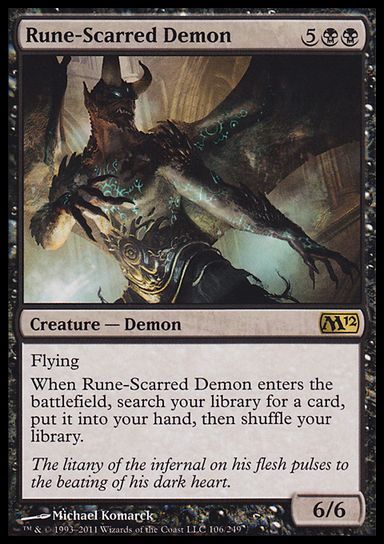 Rune-Scarred Demon 5
Creature — Demon M12
Flying
When Rune-Scarred Demon enters the
battlefield, search your library for a card,
put it into your hand, then shuffle your
library.
The litany of the infernal on his flesh pulses to
the beating of his dark heart.
Michael Komarck
™ & © 1993–2011 Wizards of the Coast LLC 106/249
6/6